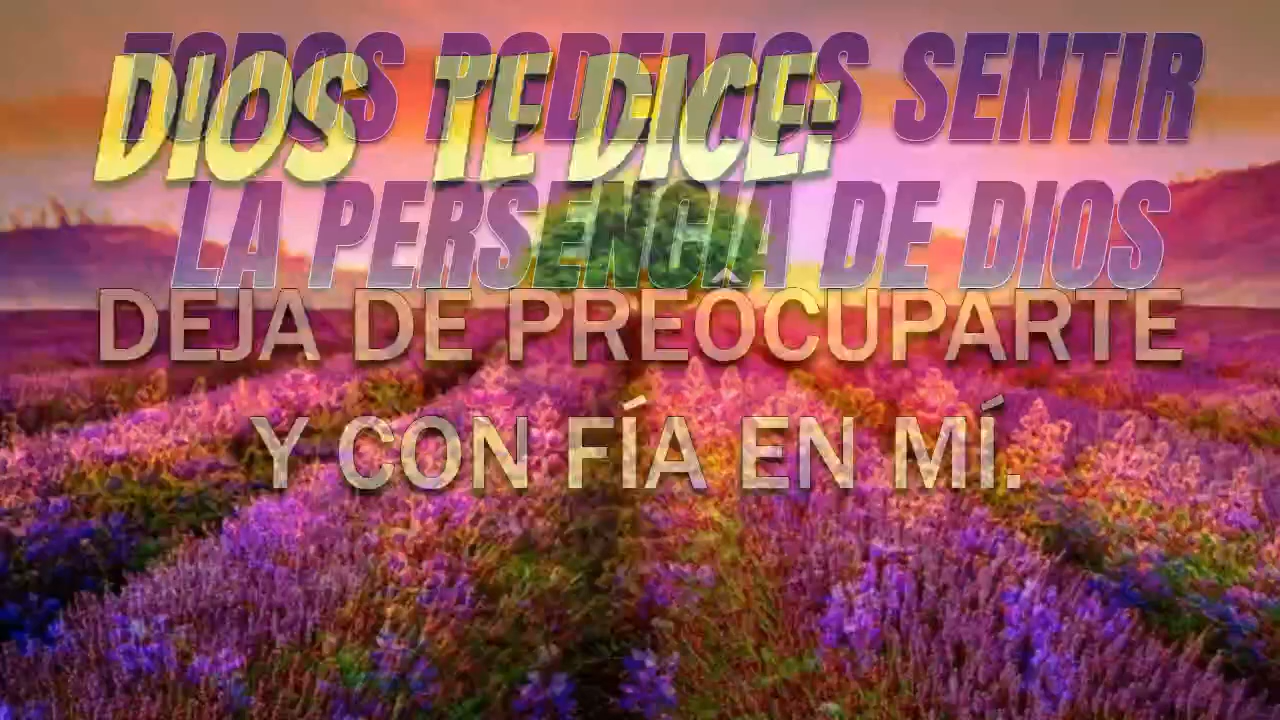 TODOS PODEMOS SENTIR
DIOS TE DICE:
LA PERSENCIA DE DIOS
DEJA DE PREOCUPARTE
Y CON FÍA EN MÍ.